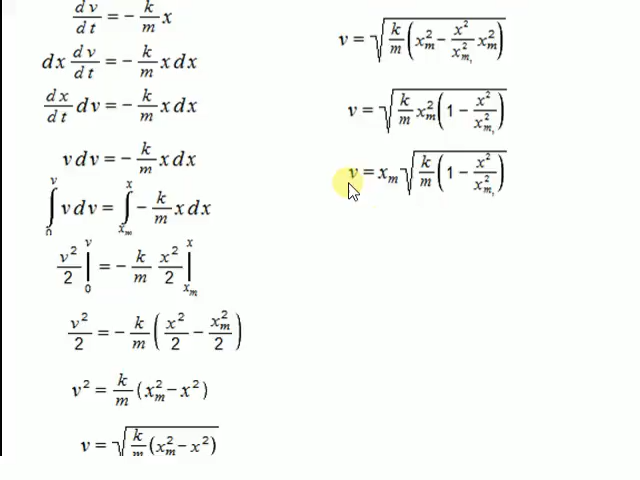 dv/dt = − k/m x
dx dv/dt = − k/m x dx
dx/dt dv = − k/m x dx
v dv = − k/m x dx
∫₀^v v dv = ∫_{x_m}^x − k/m x dx
v²/2 |₀^v = − k/m x²/2 |_{x_m}^x
v²/2 = − k/m (x²/2 − x_m²/2)
v² = k/m (x_m² − x²)
v = √(k/m (x_m² − x²))
v = √(k/m (x_m² − x²/x_m² x_m²))
v = √(k/m x_m² (1 − x²/x_m²))
v = x_m √(k/m (1 − x²/x_m²))